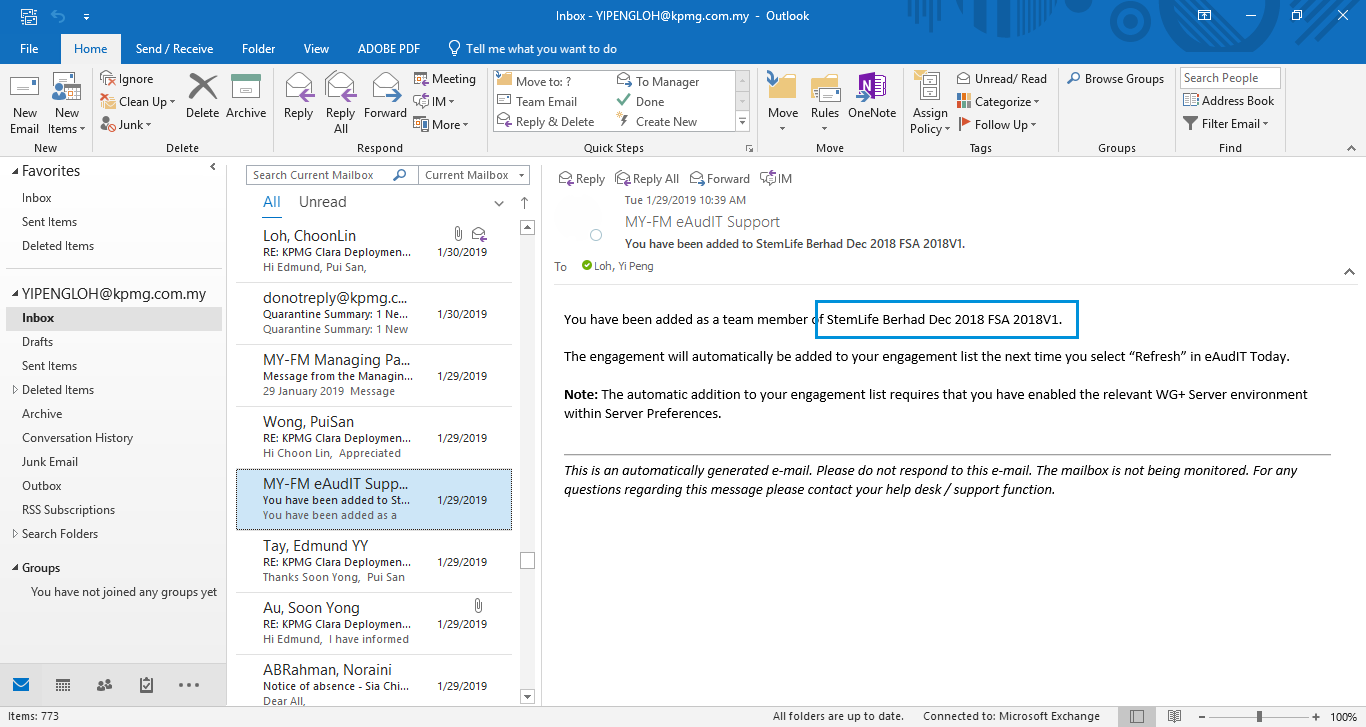 Inbox - YIPENGLOH@kpmg.com.my - Outlook
File Home Send / Receive Folder View ADOBE PDF Tell me what you want to do
New Email
New Items
New
Ignore
Clean Up
Junk
Delete
Archive
Delete
Reply
Reply All
Forward
Meeting
IM
More
Respond
Move to: ?
Team Email
Reply & Delete
To Manager
Done
Create New
Quick Steps
Move
Rules
OneNote
Move
Assign Policy
Unread/ Read
Categorize
Follow Up
Tags
Browse Groups
Groups
Search People
Address Book
Filter Email
Find
Favorites
Inbox
Sent Items
Deleted Items
YIPENGLOH@kpmg.com.my
Inbox
Drafts
Sent Items
Deleted Items
Archive
Conversation History
Junk Email
Outbox
RSS Subscriptions
Search Folders
Groups
You have not joined any groups yet
Search Current Mailbox Current Mailbox
All Unread
Loh, ChoonLin
RE: KPMG Clara Deploymen... 1/30/2019
Hi Edmund, Pui San,
donotreply@kpmg.c...
Quarantine Summary: 1 Ne... 1/30/2019
Quarantine Summary: 1 New
MY-FM Managing Pa...
Message from the Managin... 1/29/2019
29 January 2019 Message
Wong, PuiSan
RE: KPMG Clara Deploymen... 1/29/2019
Hi Choon Lin, Appreciated
MY-FM eAudIT Supp...
You have been added to St... 1/29/2019
You have been added as a
Tay, Edmund YY
RE: KPMG Clara Deploymen... 1/29/2019
Thanks Soon Yong, Pui San
Au, Soon Yong
RE: KPMG Clara Deploymen... 1/29/2019
Hi Edmund, I have informed
ABRahman, Noraini
Notice of absence - Sia Chi... 1/29/2019
Dear All,
Reply Reply All Forward IM
Tue 1/29/2019 10:39 AM
MY-FM eAudIT Support
You have been added to StemLife Berhad Dec 2018 FSA 2018V1.
To Loh, Yi Peng
You have been added as a team member of StemLife Berhad Dec 2018 FSA 2018V1.
The engagement will automatically be added to your engagement list the next time you select “Refresh” in eAudIT Today.
Note: The automatic addition to your engagement list requires that you have enabled the relevant WG+ Server environment
within Server Preferences.
This is an automatically generated e-mail. Please do not respond to this e-mail. The mailbox is not being monitored. For any
questions regarding this message please contact your help desk / support function.
Items: 773
All folders are up to date. Connected to: Microsoft Exchange
100%